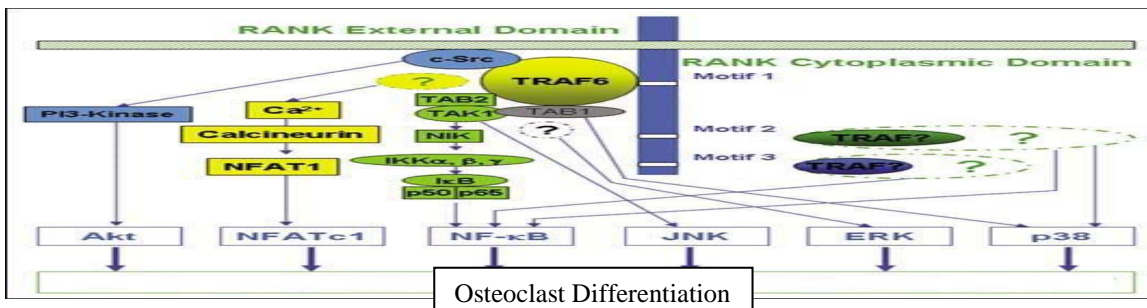 RANK External Domain
c-Src
RANK Cytoplasmic Domain
?
TRAF6
Motif 1
PI3-Kinase
Ca2+
TAB2
TAK1
TAB1
Calcineurin
NIK
?
Motif 2
TRAF?
?
NFAT1
IKKα, β, γ
Motif 3
TRAF?
?
IκB
p50 p65
Akt
NFATc1
NF-κB
JNK
ERK
p38
Osteoclast Differentiation